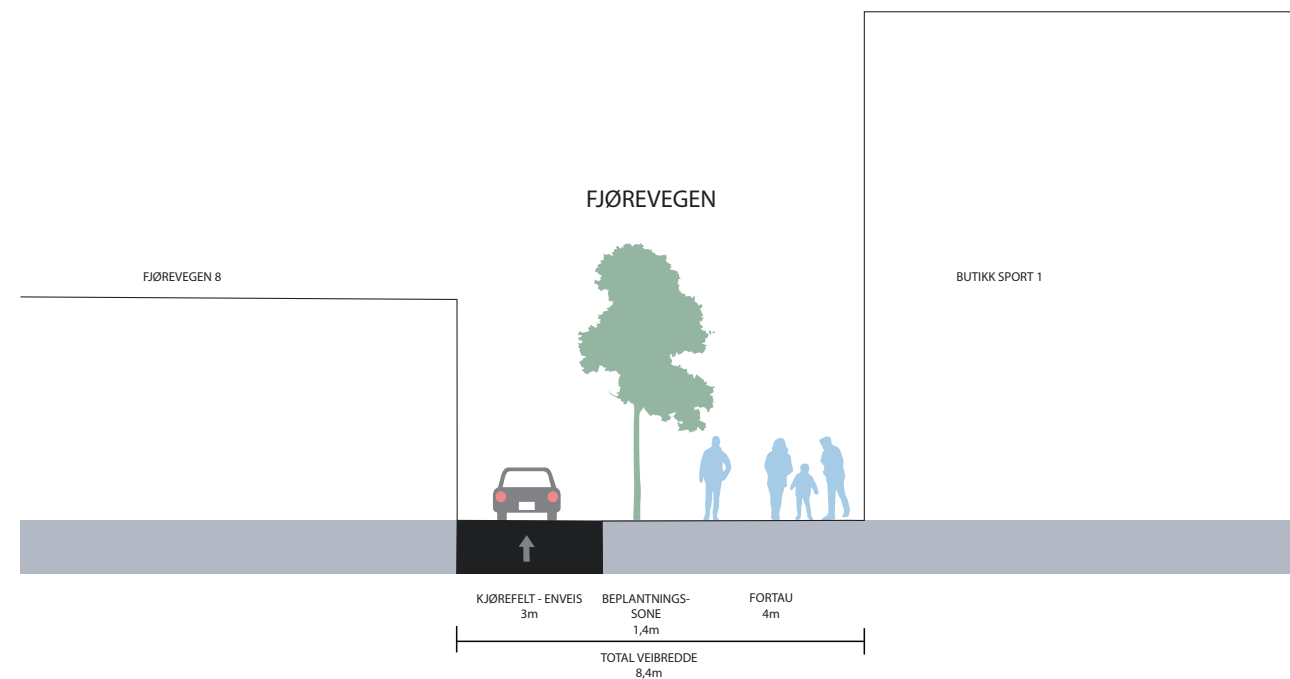 FJØREVEGEN
FJØREVEGEN 8
BUTIKK SPORT 1
KJØREFELT - ENVEIS
3m
BEPLANTNINGS-
SONE
1,4m
FORTAU
4m
TOTAL VEIBREDDE
8,4m